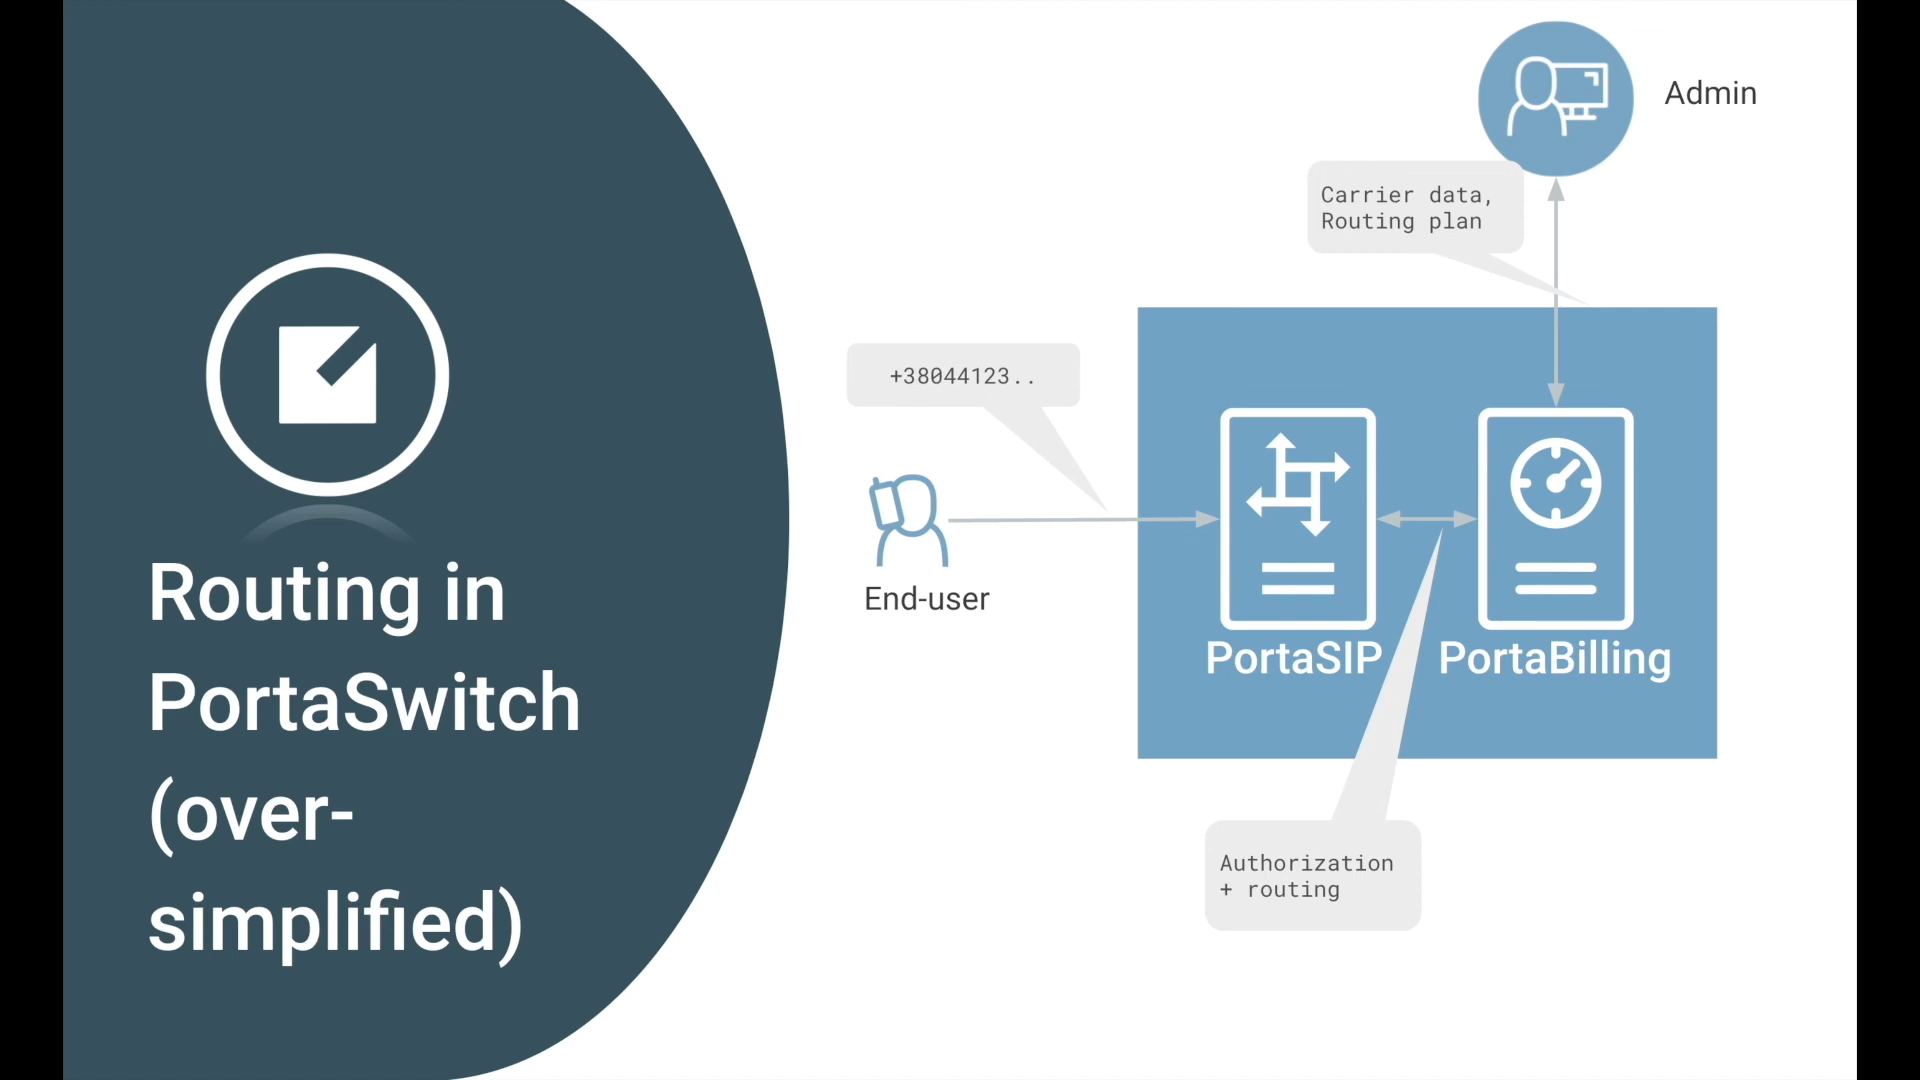 Routing in
PortaSwitch
(over-
simplified)
Admin
Carrier data,
Routing plan
+38044123..
End-user
PortaSIP
PortaBilling
Authorization
+ routing